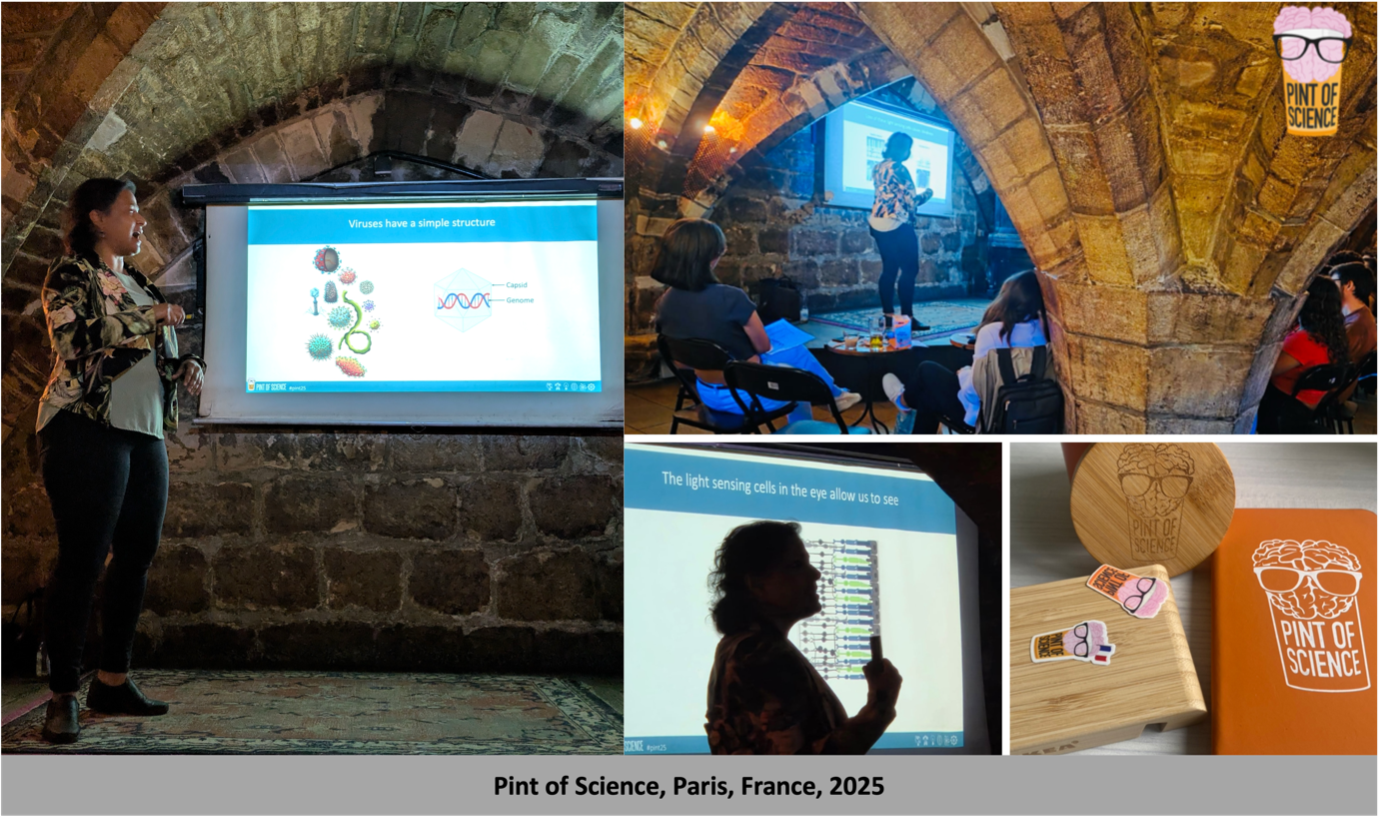 Viruses have a simple structure
Capsid
Genome
PINT OF SCIENCE #pint25
PINT OF
SCIENCE
The light sensing cells in the eye allow us to see
SCIENCE #pint25
PINT OF
SCIENCE
PINT OF
SCIENCE
Pint of Science, Paris, France, 2025